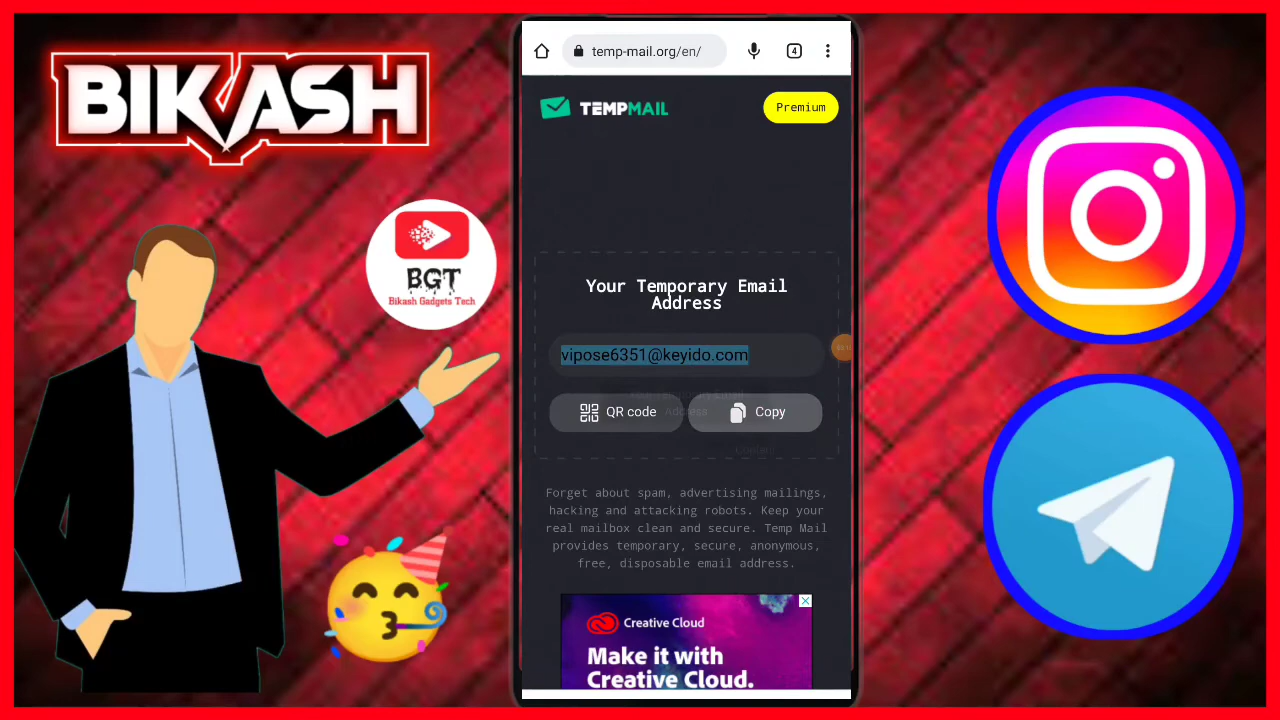 BIKASH
BGT
Bikash Gadgets Tech
temp-mail.org/en/
4
TEMPMAIL
Premium
Your Temporary Email
Address
vipose6351@keyido.com
QR code
Copy
Forget about spam, advertising mailings,
hacking and attacking robots. Keep your
real mailbox clean and secure. Temp Mail
provides temporary, secure, anonymous,
free, disposable email address.
Creative Cloud
Make it with
Creative Cloud.